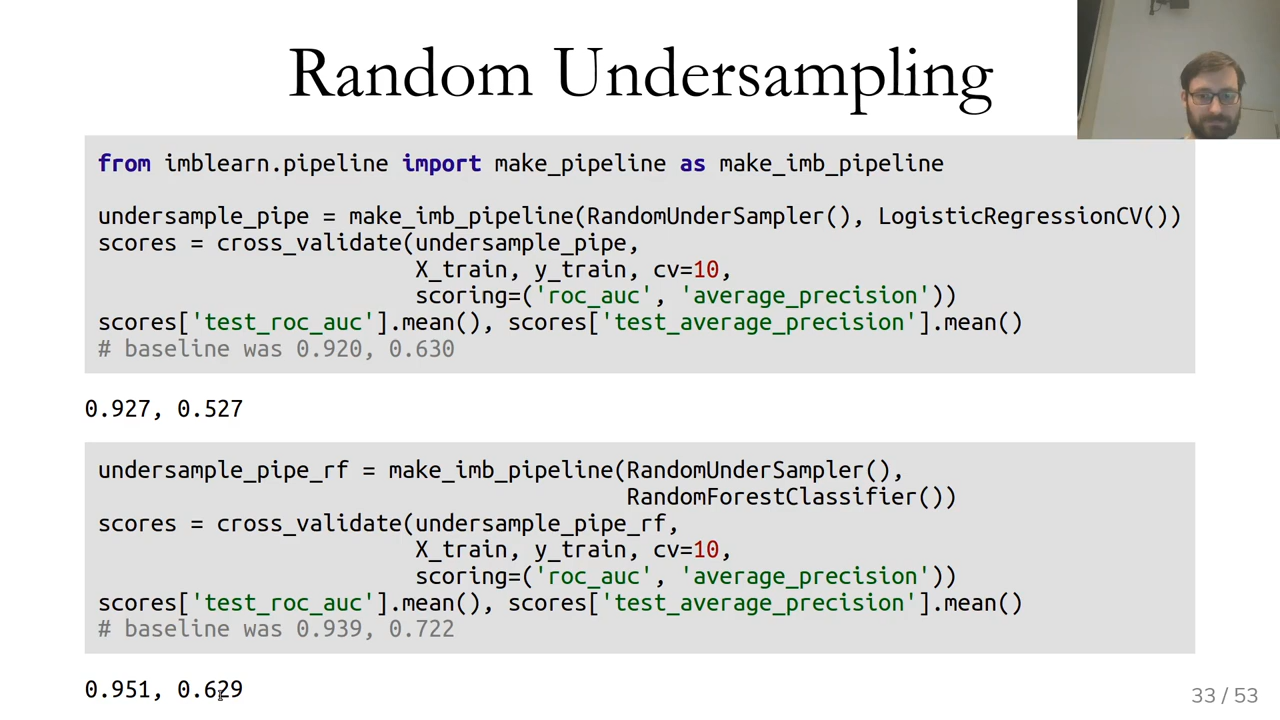 Random Undersampling
from imblearn.pipeline import make_pipeline as make_imb_pipeline
undersample_pipe = make_imb_pipeline(RandomUnderSampler(), LogisticRegressionCV())
scores = cross_validate(undersample_pipe,
X_train, y_train, cv=10,
scoring=('roc_auc', 'average_precision'))
scores['test_roc_auc'].mean(), scores['test_average_precision'].mean()
# baseline was 0.920, 0.630
0.927, 0.527
undersample_pipe_rf = make_imb_pipeline(RandomUnderSampler(),
RandomForestClassifier())
scores = cross_validate(undersample_pipe_rf,
X_train, y_train, cv=10,
scoring=('roc_auc', 'average_precision'))
scores['test_roc_auc'].mean(), scores['test_average_precision'].mean()
# baseline was 0.939, 0.722
0.951, 0.629
33 / 53